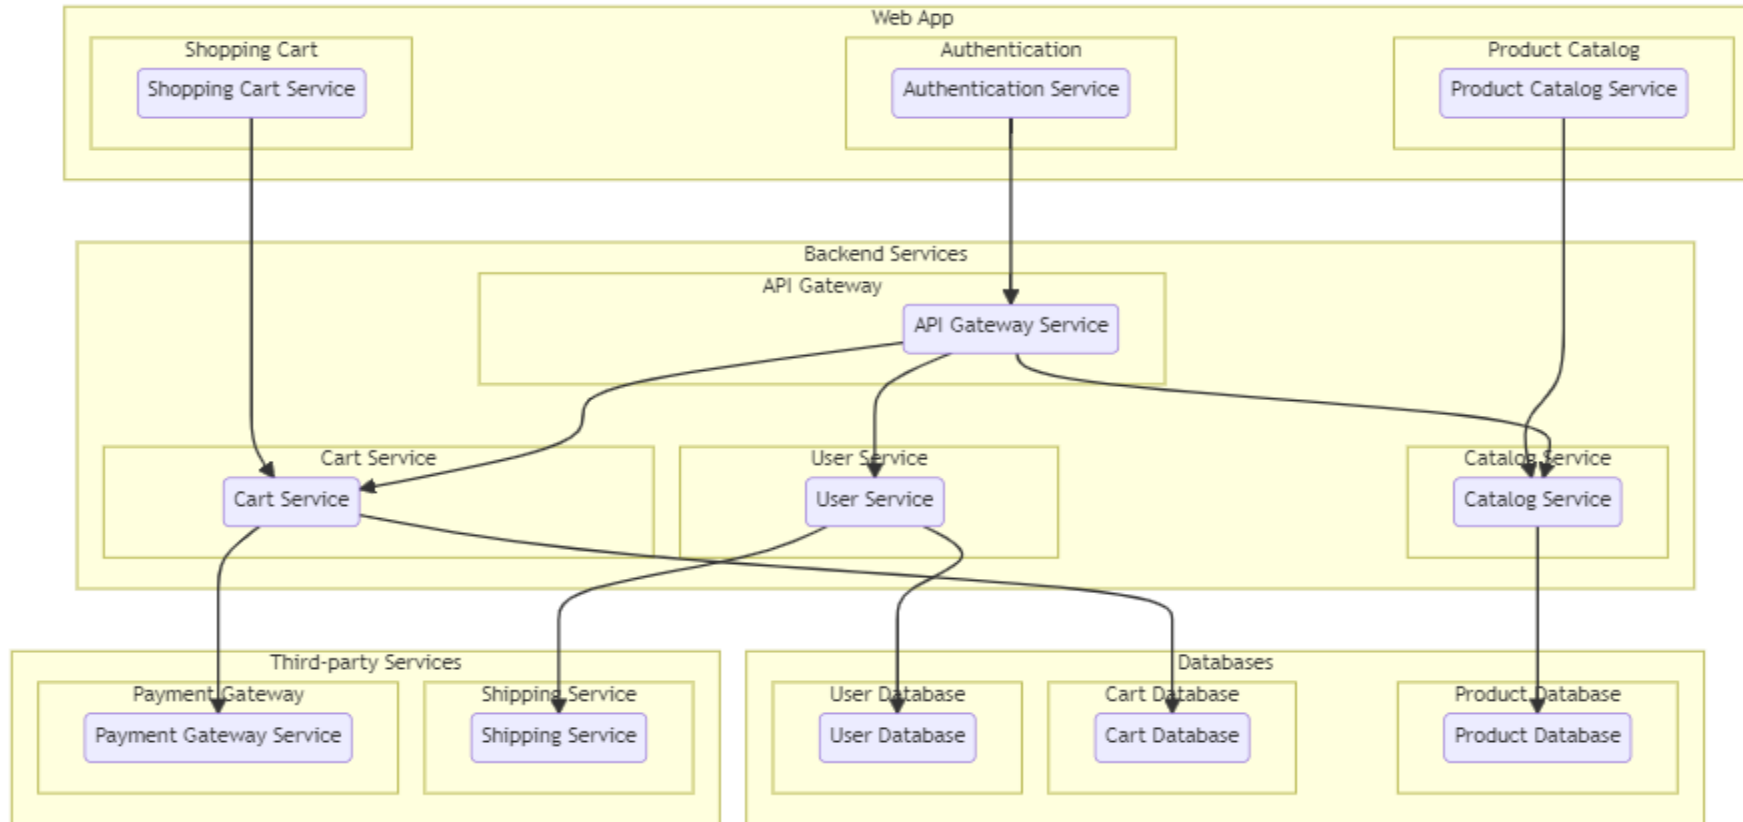 Web App
Shopping Cart
Authentication
Product Catalog
Shopping Cart Service
Authentication Service
Product Catalog Service
Backend Services
API Gateway
API Gateway Service
Cart Service
User Service
Catalog Service
Cart Service
User Service
Catalog Service
Third-party Services
Databases
Payment Gateway
Shipping Service
User Database
Cart Database
Product Database
Payment Gateway Service
Shipping Service
User Database
Cart Database
Product Database